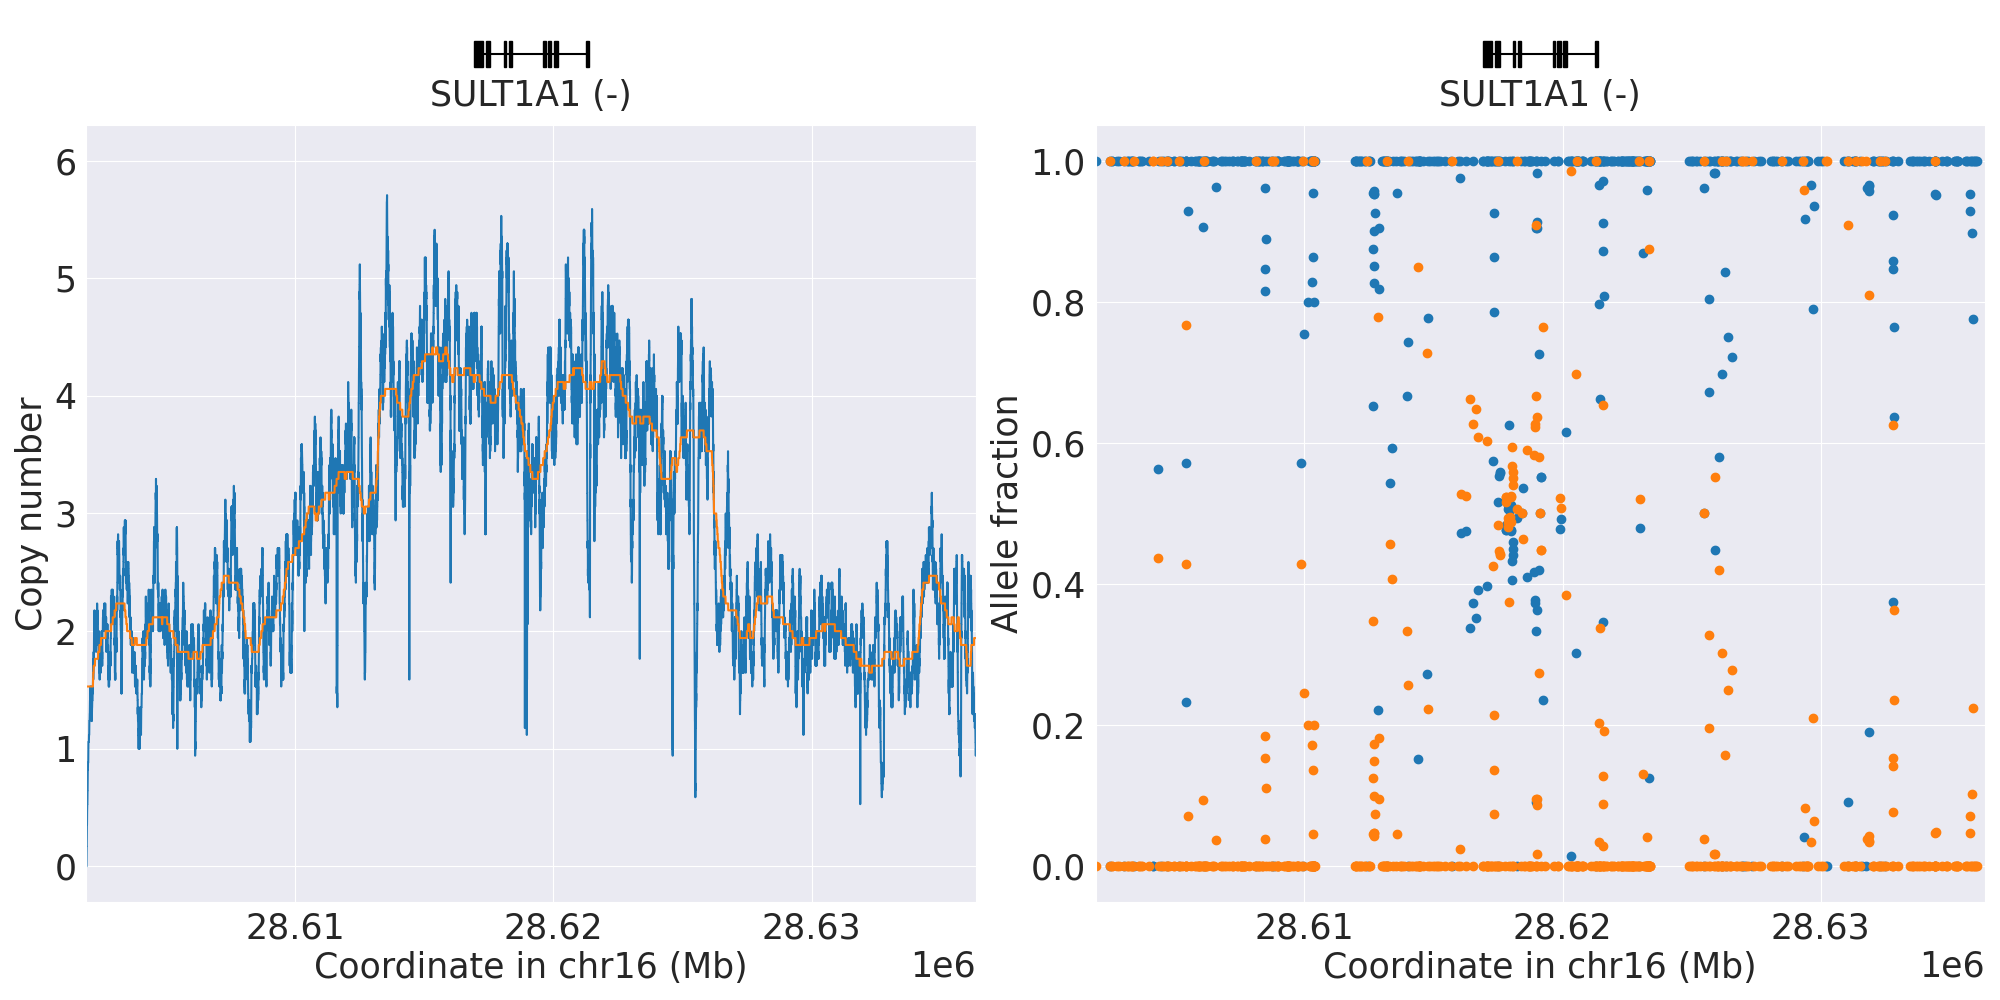 SULT1A1 (-)
6
5
4
3
2
1
0
Copy number
28.61
28.62
28.63
Coordinate in chr16 (Mb)
1e6
SULT1A1 (-)
1.0
0.8
0.6
0.4
0.2
0.0
Allele fraction
28.61
28.62
28.63
Coordinate in chr16 (Mb)
1e6